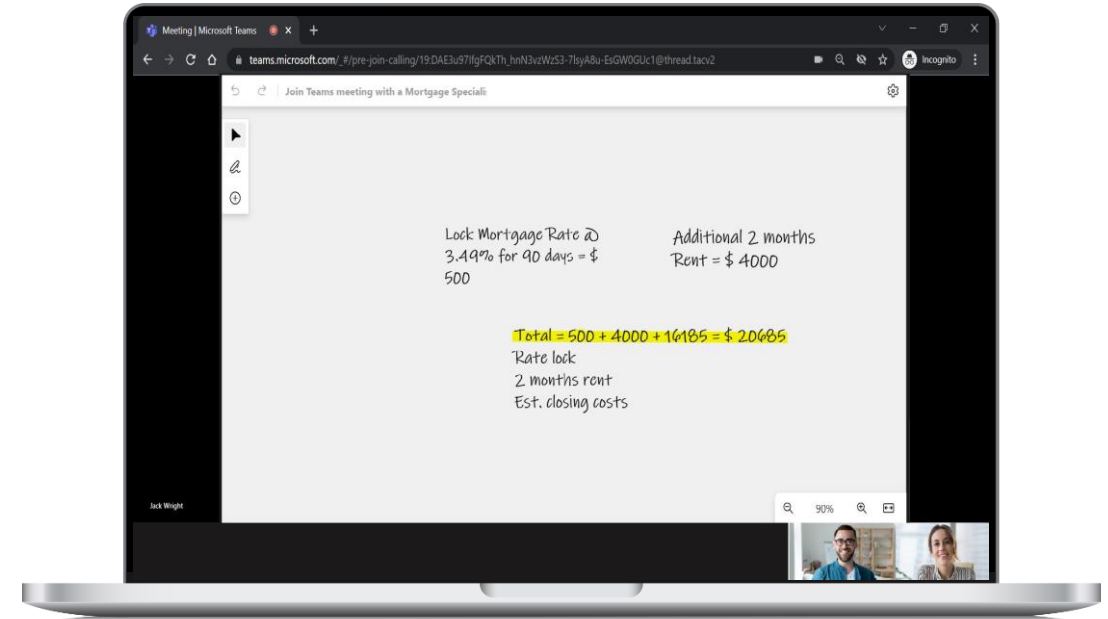 Meeting | Microsoft Teams
teams.microsoft.com/_#/pre-join-calling/19:DAE3u97IfgFQkTh_hnN3vzWzS3-7lsyA8u-EsGW0GUc1@thread.tacv2
Incognito
Join Teams meeting with a Mortgage Speciali
Lock Mortgage Rate @
3.49% for 90 days = $
500
Additional 2 months
Rent = $ 4000
Total = 500 + 4000 + 16185 = $ 20685
Rate lock
2 months rent
Est. closing costs
Jack Wright
90%